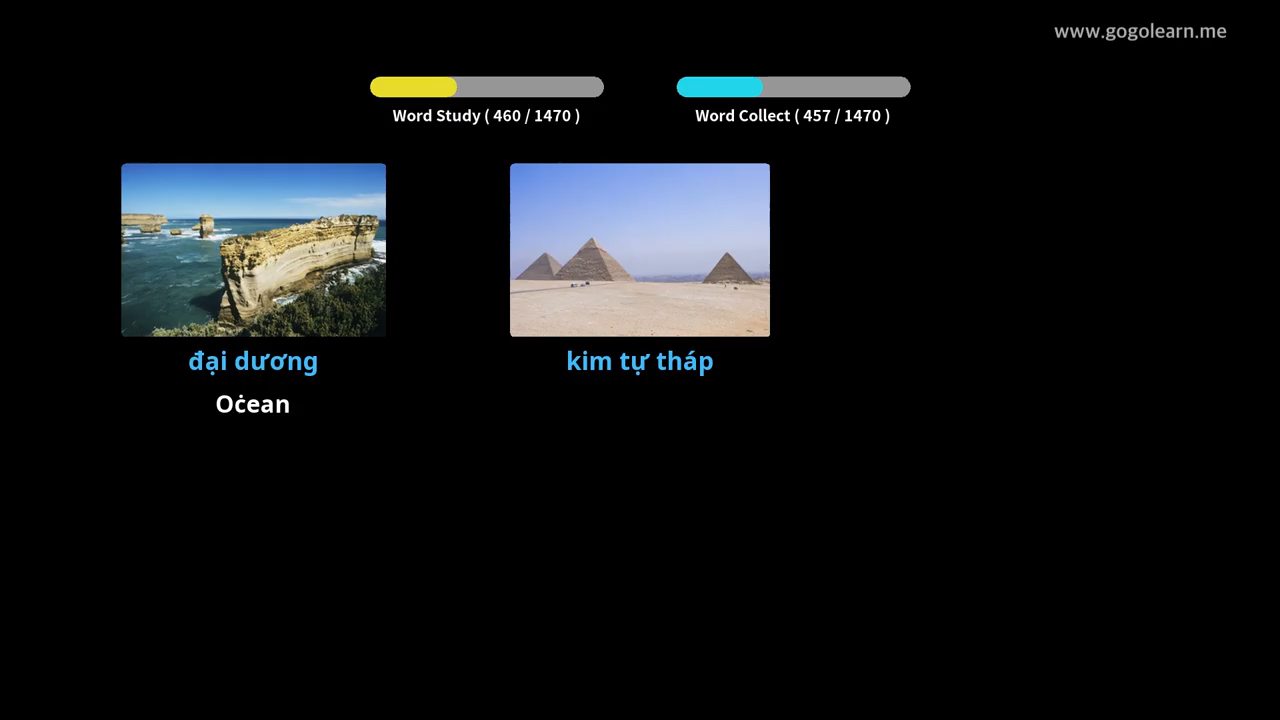 www.gogolearn.me
Word Study ( 460 / 1470 )
Word Collect ( 457 / 1470 )
đại dương
kim tự tháp
Oċean